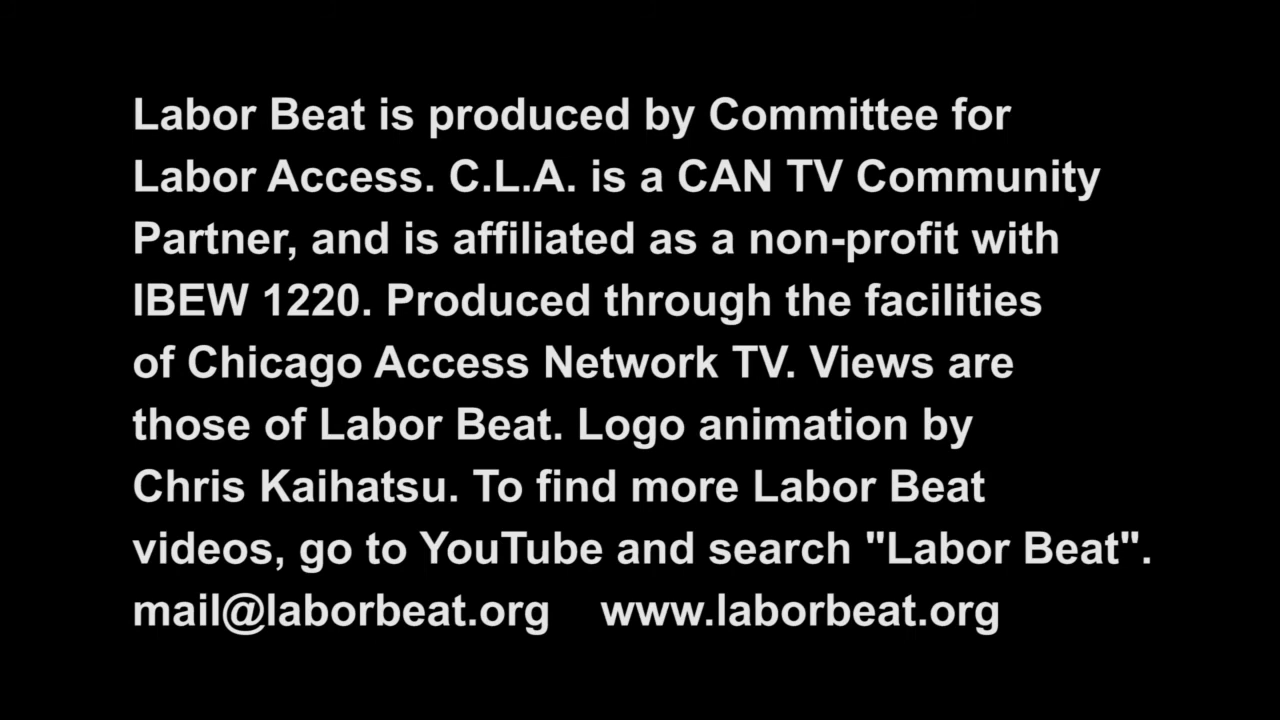 Labor Beat is produced by Committee for
Labor Access. C.L.A. is a CAN TV Community
Partner, and is affiliated as a non-profit with
IBEW 1220. Produced through the facilities
of Chicago Access Network TV. Views are
those of Labor Beat. Logo animation by
Chris Kaihatsu. To find more Labor Beat
videos, go to YouTube and search "Labor Beat".
mail@laborbeat.org    www.laborbeat.org